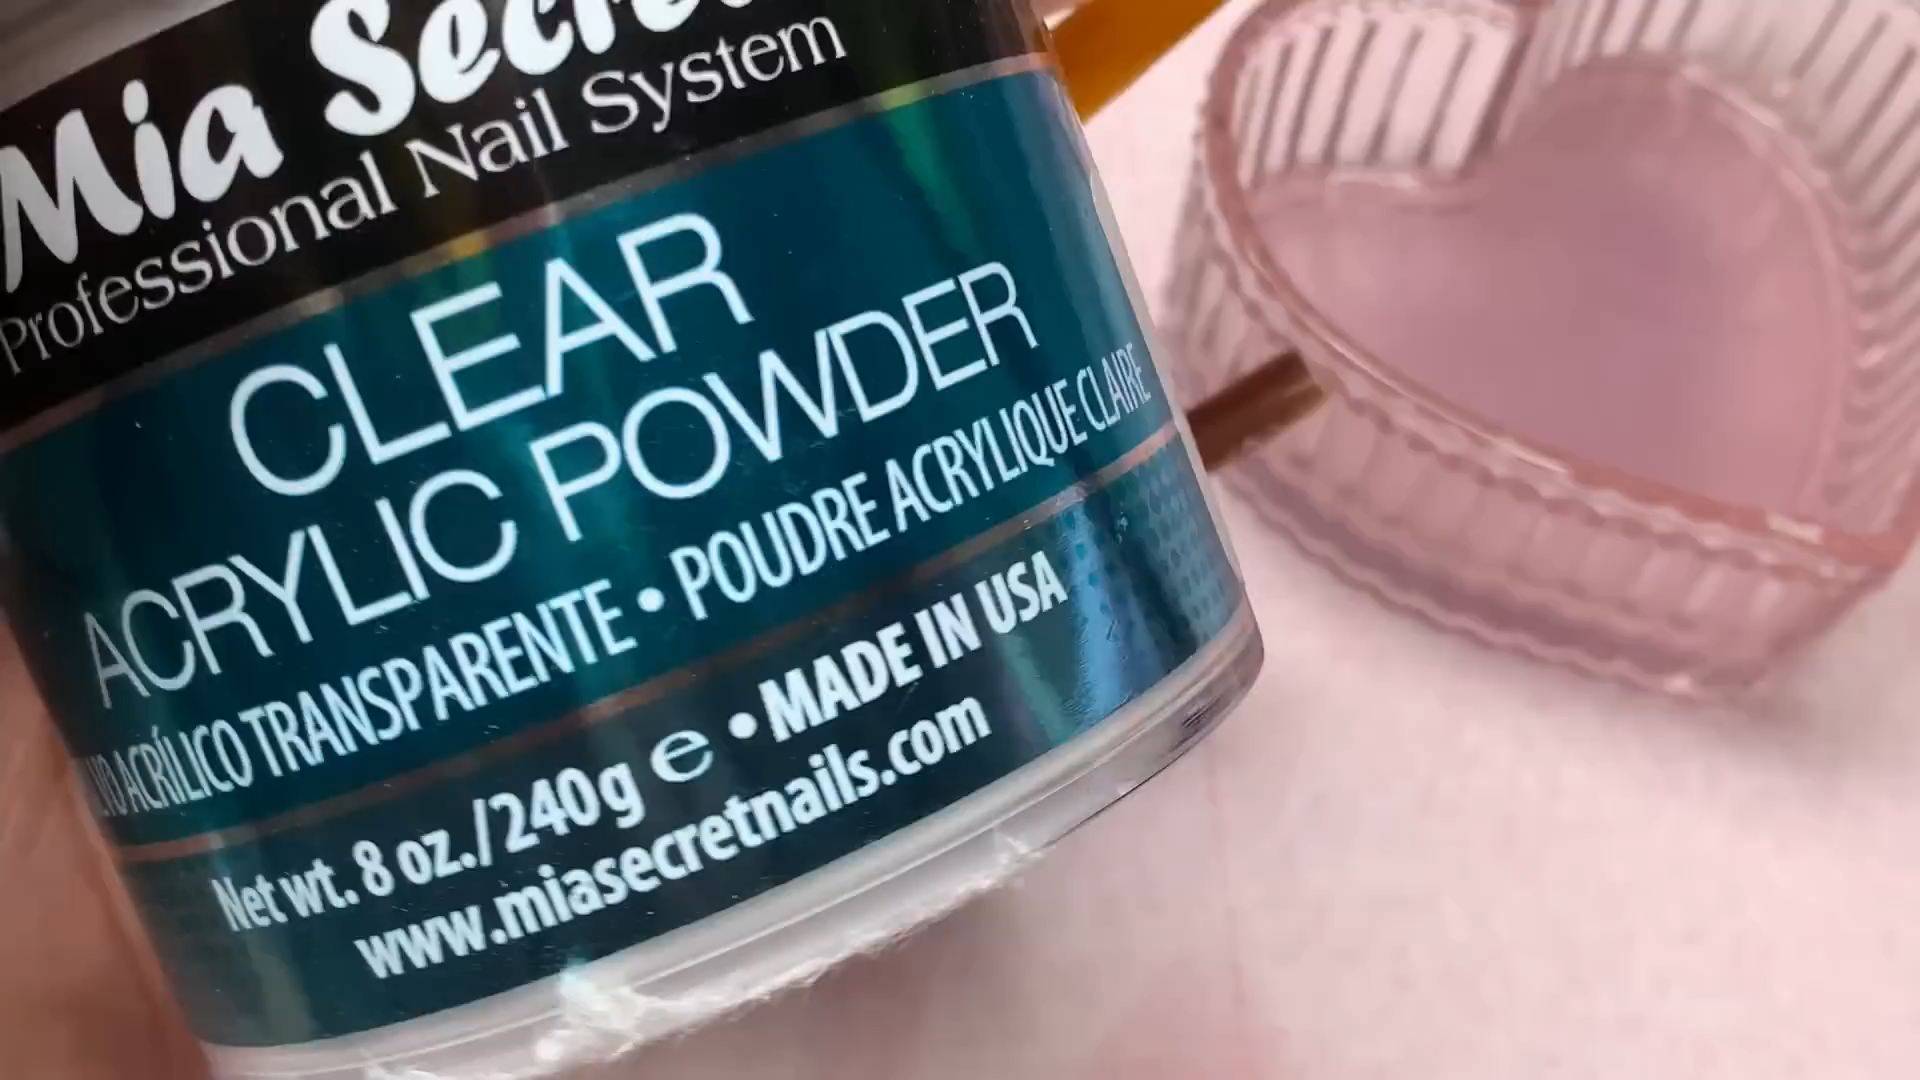 Mia Secre
Professional Nail System
CLEAR
ACRYLIC POWDER
ACRÍLICO TRANSPARENTE • POUDRE ACRYLIQUE CLAIRE
Net wt. 8 oz./240g ℮ • MADE IN USA
www.miasecretnails.com